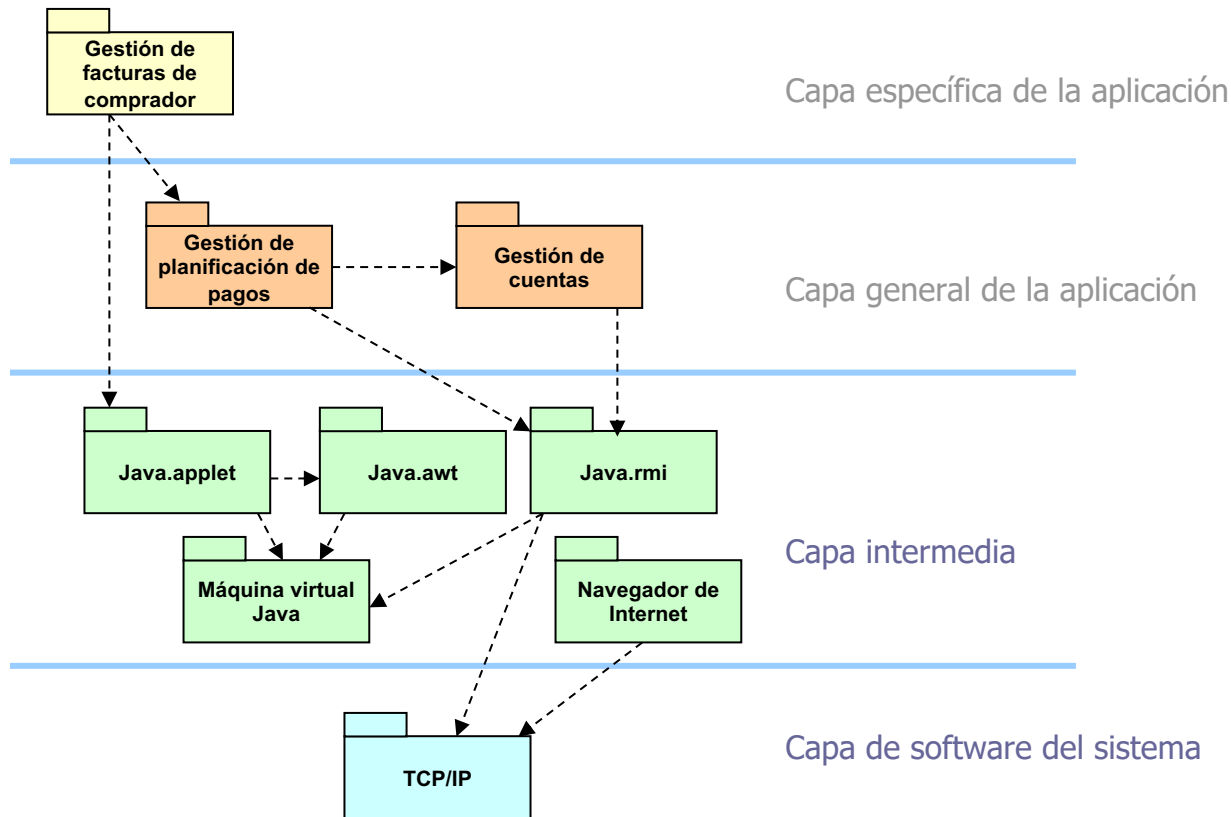 Gestión de
facturas de
comprador
Capa específica de la aplicación
Gestión de
planificación de
pagos
Gestión de
cuentas
Capa general de la aplicación
Java.applet
Java.awt
Java.rmi
Máquina virtual
Java
Navegador de
Internet
Capa intermedia
TCP/IP
Capa de software del sistema